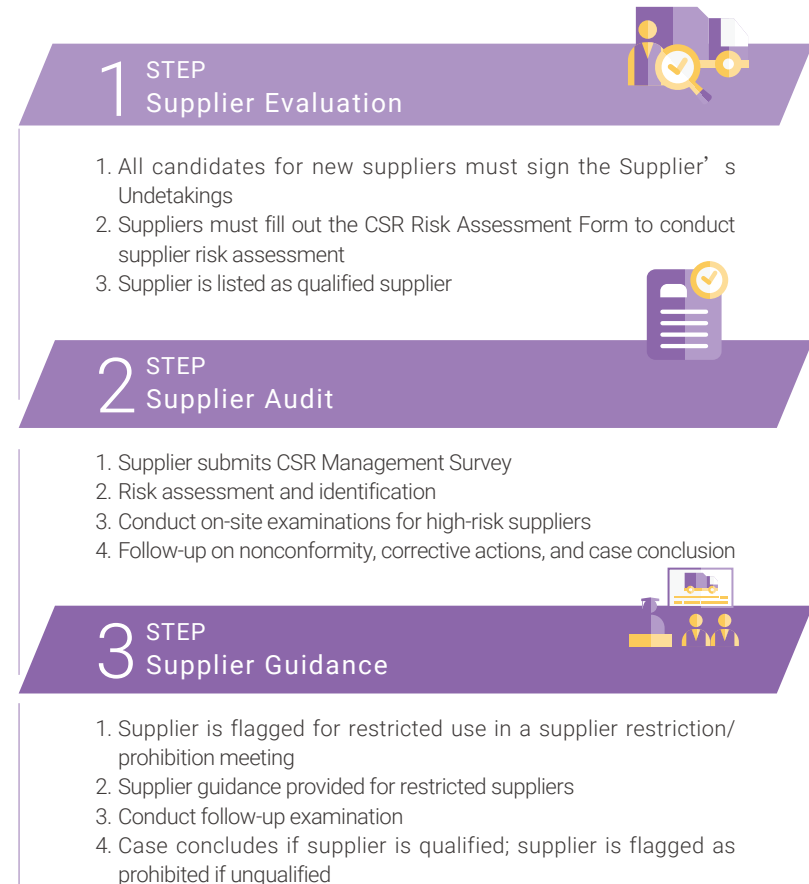 1 STEP
Supplier Evaluation
1. All candidates for new suppliers must sign the Supplier’s
Undetakings
2. Suppliers must fill out the CSR Risk Assessment Form to conduct
supplier risk assessment
3. Supplier is listed as qualified supplier
2 STEP
Supplier Audit
1. Supplier submits CSR Management Survey
2. Risk assessment and identification
3. Conduct on-site examinations for high-risk suppliers
4. Follow-up on nonconformity, corrective actions, and case conclusion
3 STEP
Supplier Guidance
1. Supplier is flagged for restricted use in a supplier restriction/
prohibition meeting
2. Supplier guidance provided for restricted suppliers
3. Conduct follow-up examination
4. Case concludes if supplier is qualified; supplier is flagged as
prohibited if unqualified